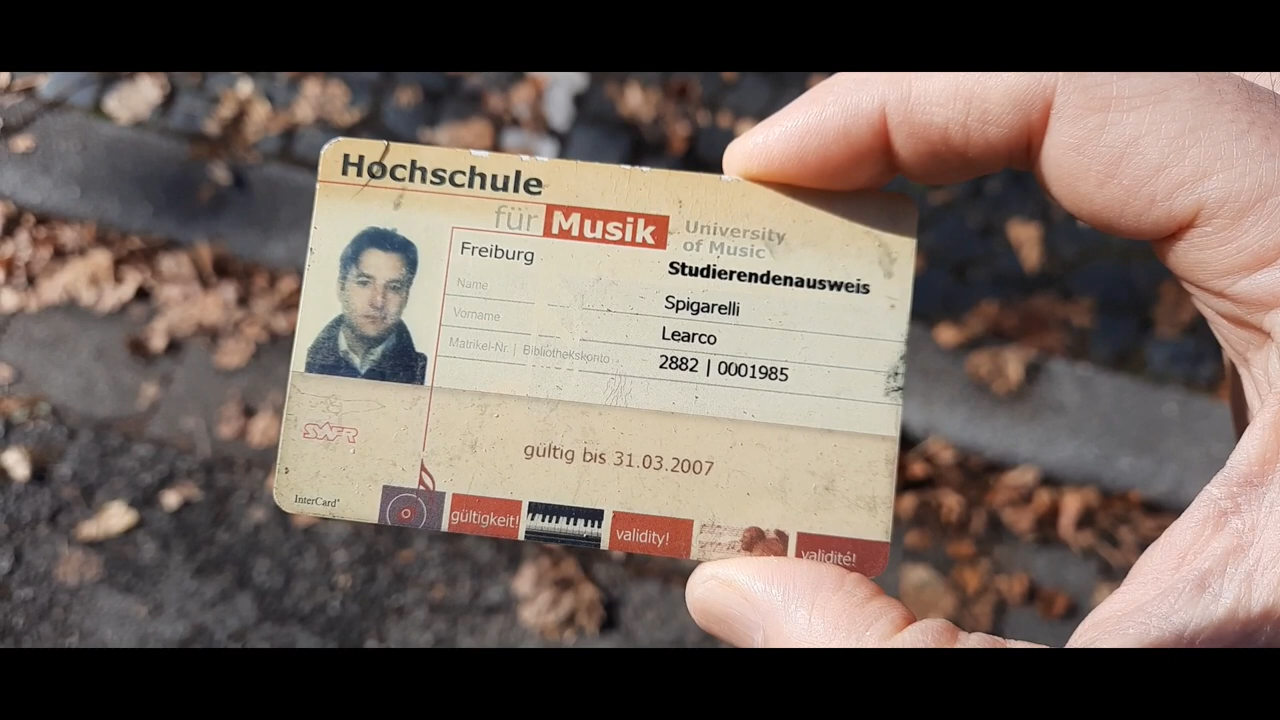 Hochschule
für Musik
University
of Music
Freiburg
Studierendenausweis
Name Spigarelli
Vorname Learco
Matrikel-Nr | Bibliothekskonto 2882 | 0001985
SWR
gültig bis 31.03.2007
InterCard®
gültigkeit! validity! validité!